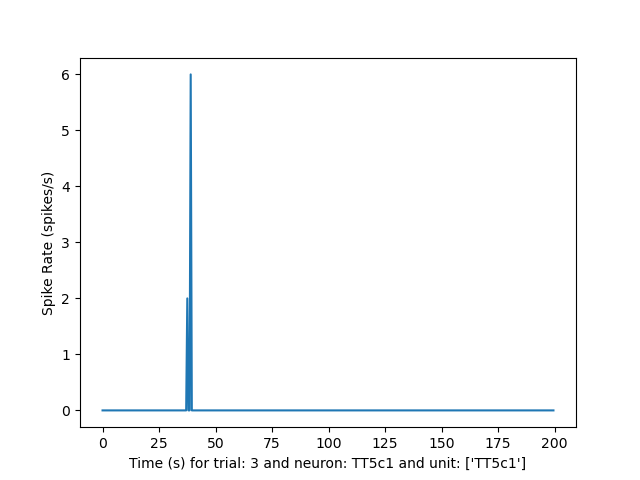 6
5
4
3
2
1
0
Spike Rate (spikes/s)
0 25 50 75 100 125 150 175 200
Time (s) for trial: 3 and neuron: TT5c1 and unit: ['TT5c1']